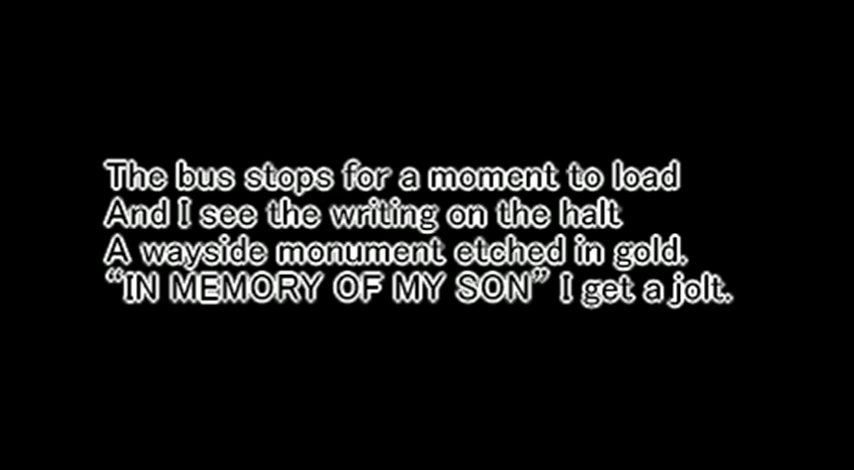 The bus stops for a moment to load
And I see the writing on the halt
A wayside monument etched in gold.
“IN MEMORY OF MY SON” I get a jolt.